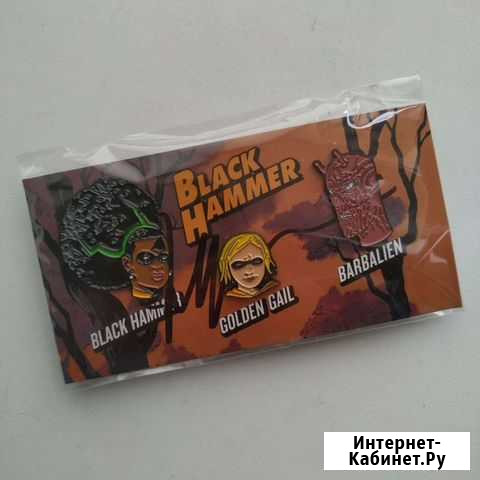 BLACK
HAMMER
BLACK HAMMER
GOLDEN GAIL
BARBALIEN
Интернет-
Кабинет.Ру